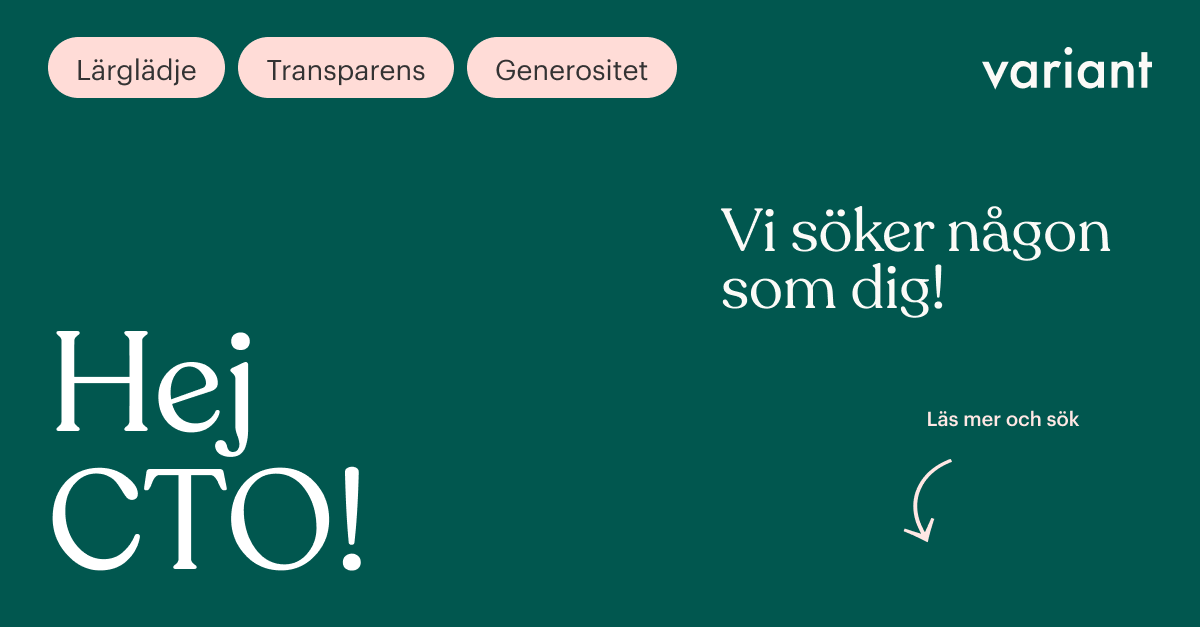 Lärglädje
Transparens
Generositet
variant
Vi söker någon
som dig!
Hej
CTO!
Läs mer och sök